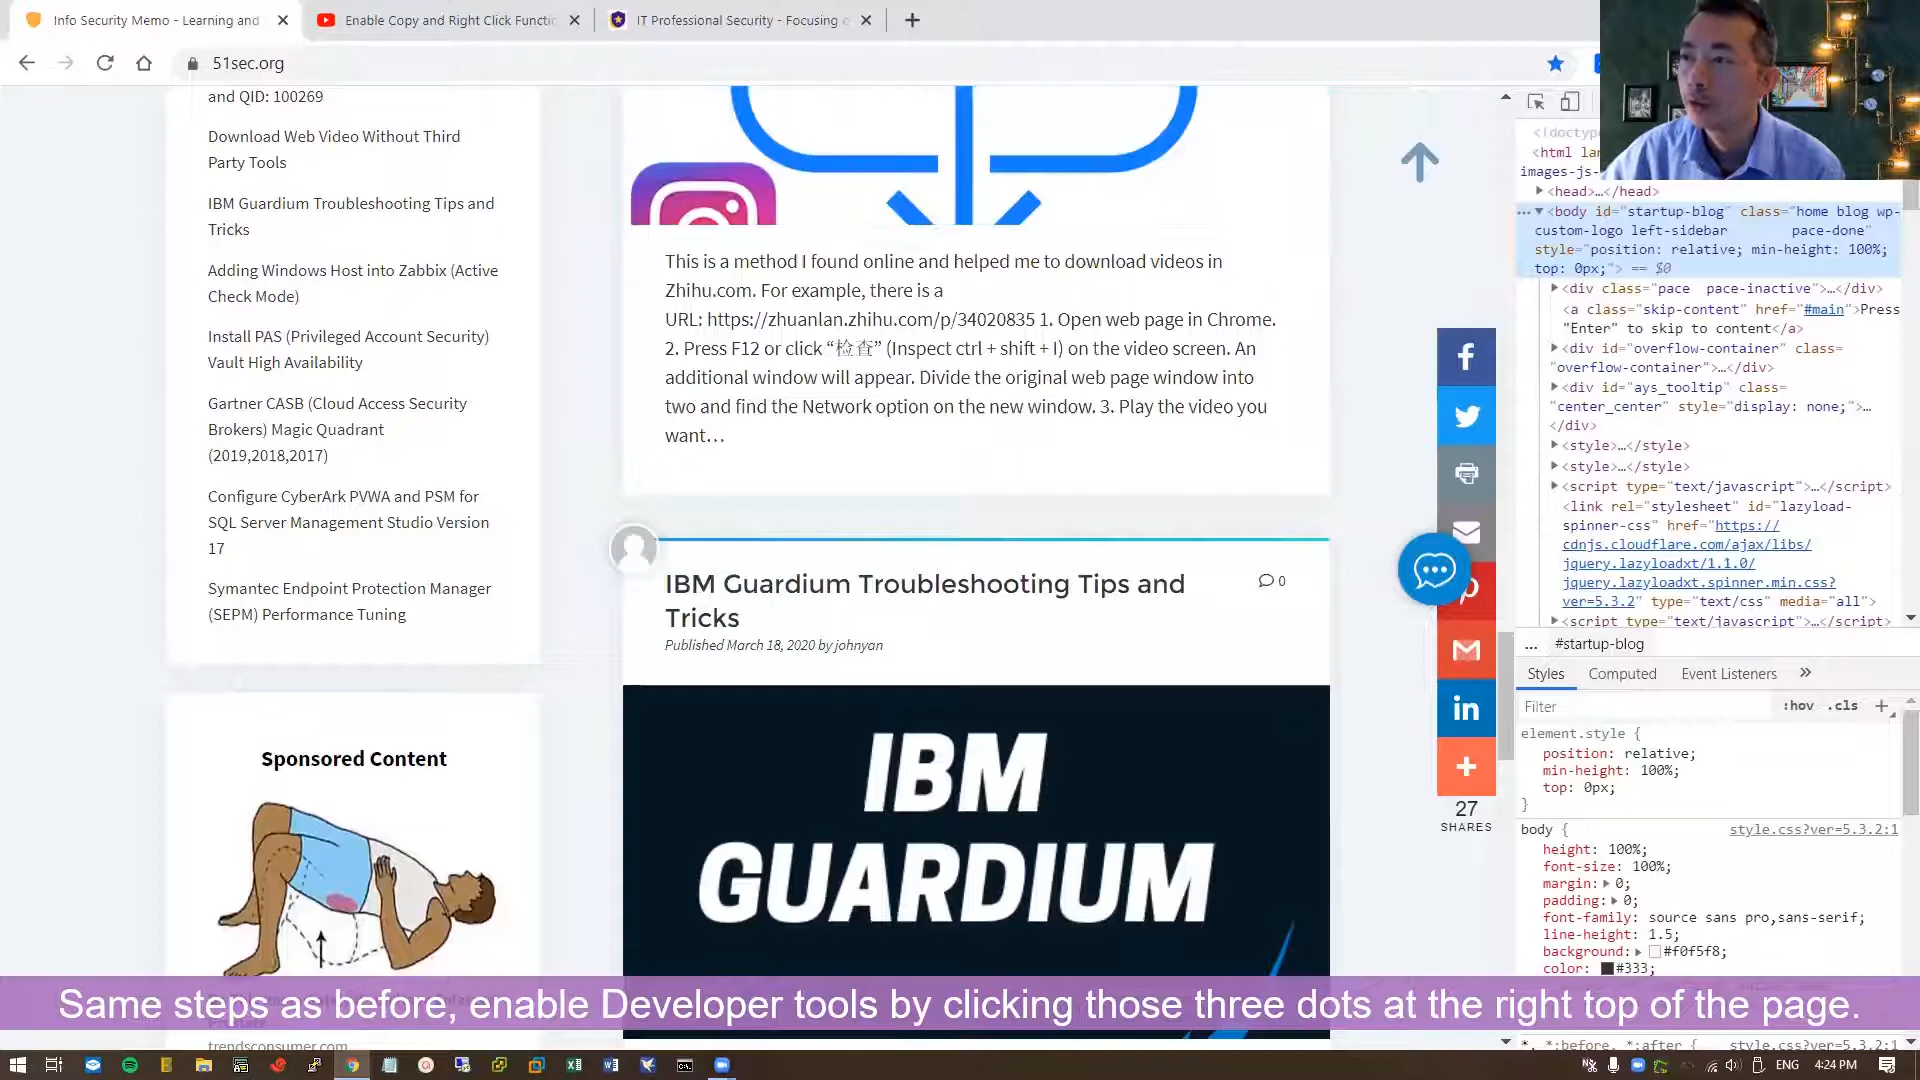 Info Security Memo - Learning and
Enable Copy and Right Click Functi
IT Professional Security - Focusing
51sec.org
and QID: 100269
Download Web Video Without Third
Party Tools
IBM Guardium Troubleshooting Tips and
Tricks
Adding Windows Host into Zabbix (Active
Check Mode)
Install PAS (Privileged Account Security)
Vault High Availability
Gartner CASB (Cloud Access Security
Brokers) Magic Quadrant
(2019,2018,2017)
Configure CyberArk PVWA and PSM for
SQL Server Management Studio Version
17
Symantec Endpoint Protection Manager
(SEPM) Performance Tuning
Sponsored Content
trendsconsumer.com
This is a method I found online and helped me to download videos in
Zhihu.com. For example, there is a
URL: https://zhuanlan.zhihu.com/p/34020835 1. Open web page in Chrome.
2. Press F12 or click “检查” (Inspect ctrl + shift + I) on the video screen. An
additional window will appear. Divide the original web page window into
two and find the Network option on the new window. 3. Play the video you
want…
IBM Guardium Troubleshooting Tips and
Tricks
0
Published March 18, 2020 by johnyan
IBM
GUARDIUM
27
SHARES
<!doctyp
<html lan
images-js-
<head>…</head>
<body id="startup-blog" class="home blog wp-
custom-logo left-sidebar pace-done"
style="position: relative; min-height: 100%;
top: 0px;"> == $0
<div class="pace pace-inactive">…</div>
<a class="skip-content" href="#main">Press
"Enter" to skip to content</a>
<div id="overflow-container" class=
"overflow-container">…</div>
<div id="ays_tooltip" class=
"center_center" style="display: none;">…
</div>
<style>…</style>
<style>…</style>
<script type="text/javascript">…</script>
<link rel="stylesheet" id="lazyload-
spinner-css" href="https://
cdnjs.cloudflare.com/ajax/libs/
jquery.lazyloadxt/1.1.0/
jquery.lazyloadxt.spinner.min.css?
ver=5.3.2" type="text/css" media="all">
<script type="text/javascript">…</script>
... #startup-blog
Styles Computed Event Listeners »
Filter :hov .cls +
element.style {
position: relative;
min-height: 100%;
top: 0px;
}
body { style.css?ver=5.3.2:1
height: 100%;
font-size: 100%;
margin: 0;
padding: 0;
font-family: source sans pro,sans-serif;
line-height: 1.5;
background: #f0f5f8;
color: #333;
*, *:before, *:after { style.css?ver=5.3.2:1
Same steps as before, enable Developer tools by clicking those three dots at the right top of the page.
ENG 4:24 PM